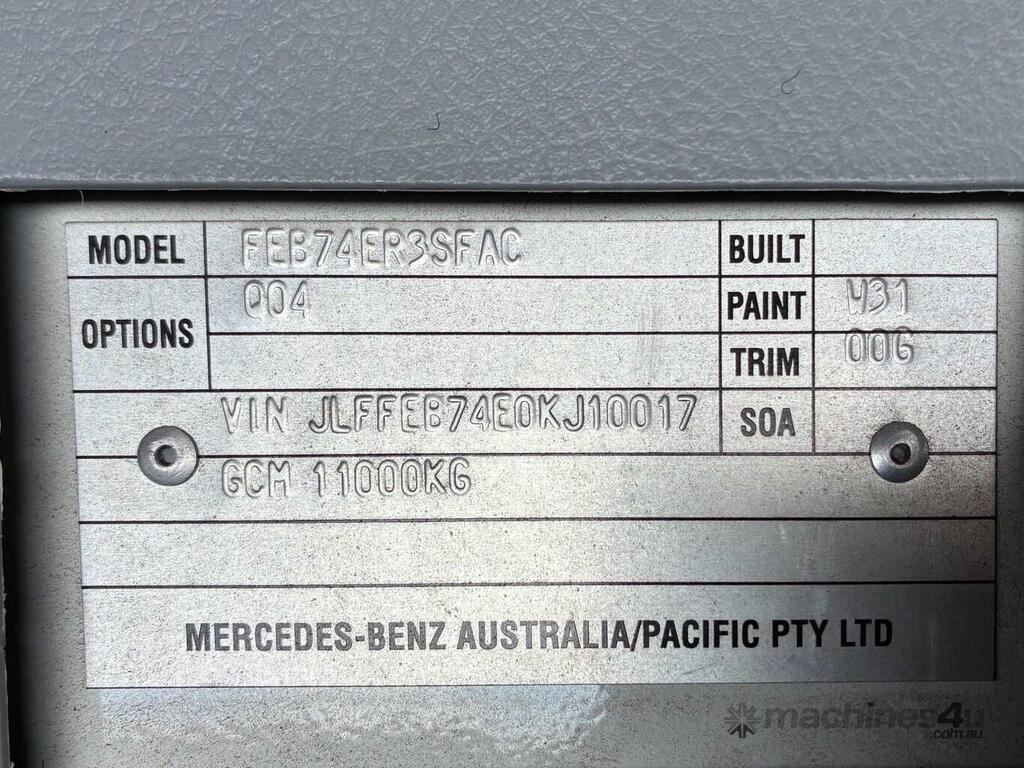 MODEL FEB74ER3SFAC BUILT
OPTIONS Q04 PAINT W31
TRIM 00G
VIN JLFFEB74E0KJ10017 SOA
GCM 11000KG
MERCEDES-BENZ AUSTRALIA/PACIFIC PTY LTD
machines4u
.com.au